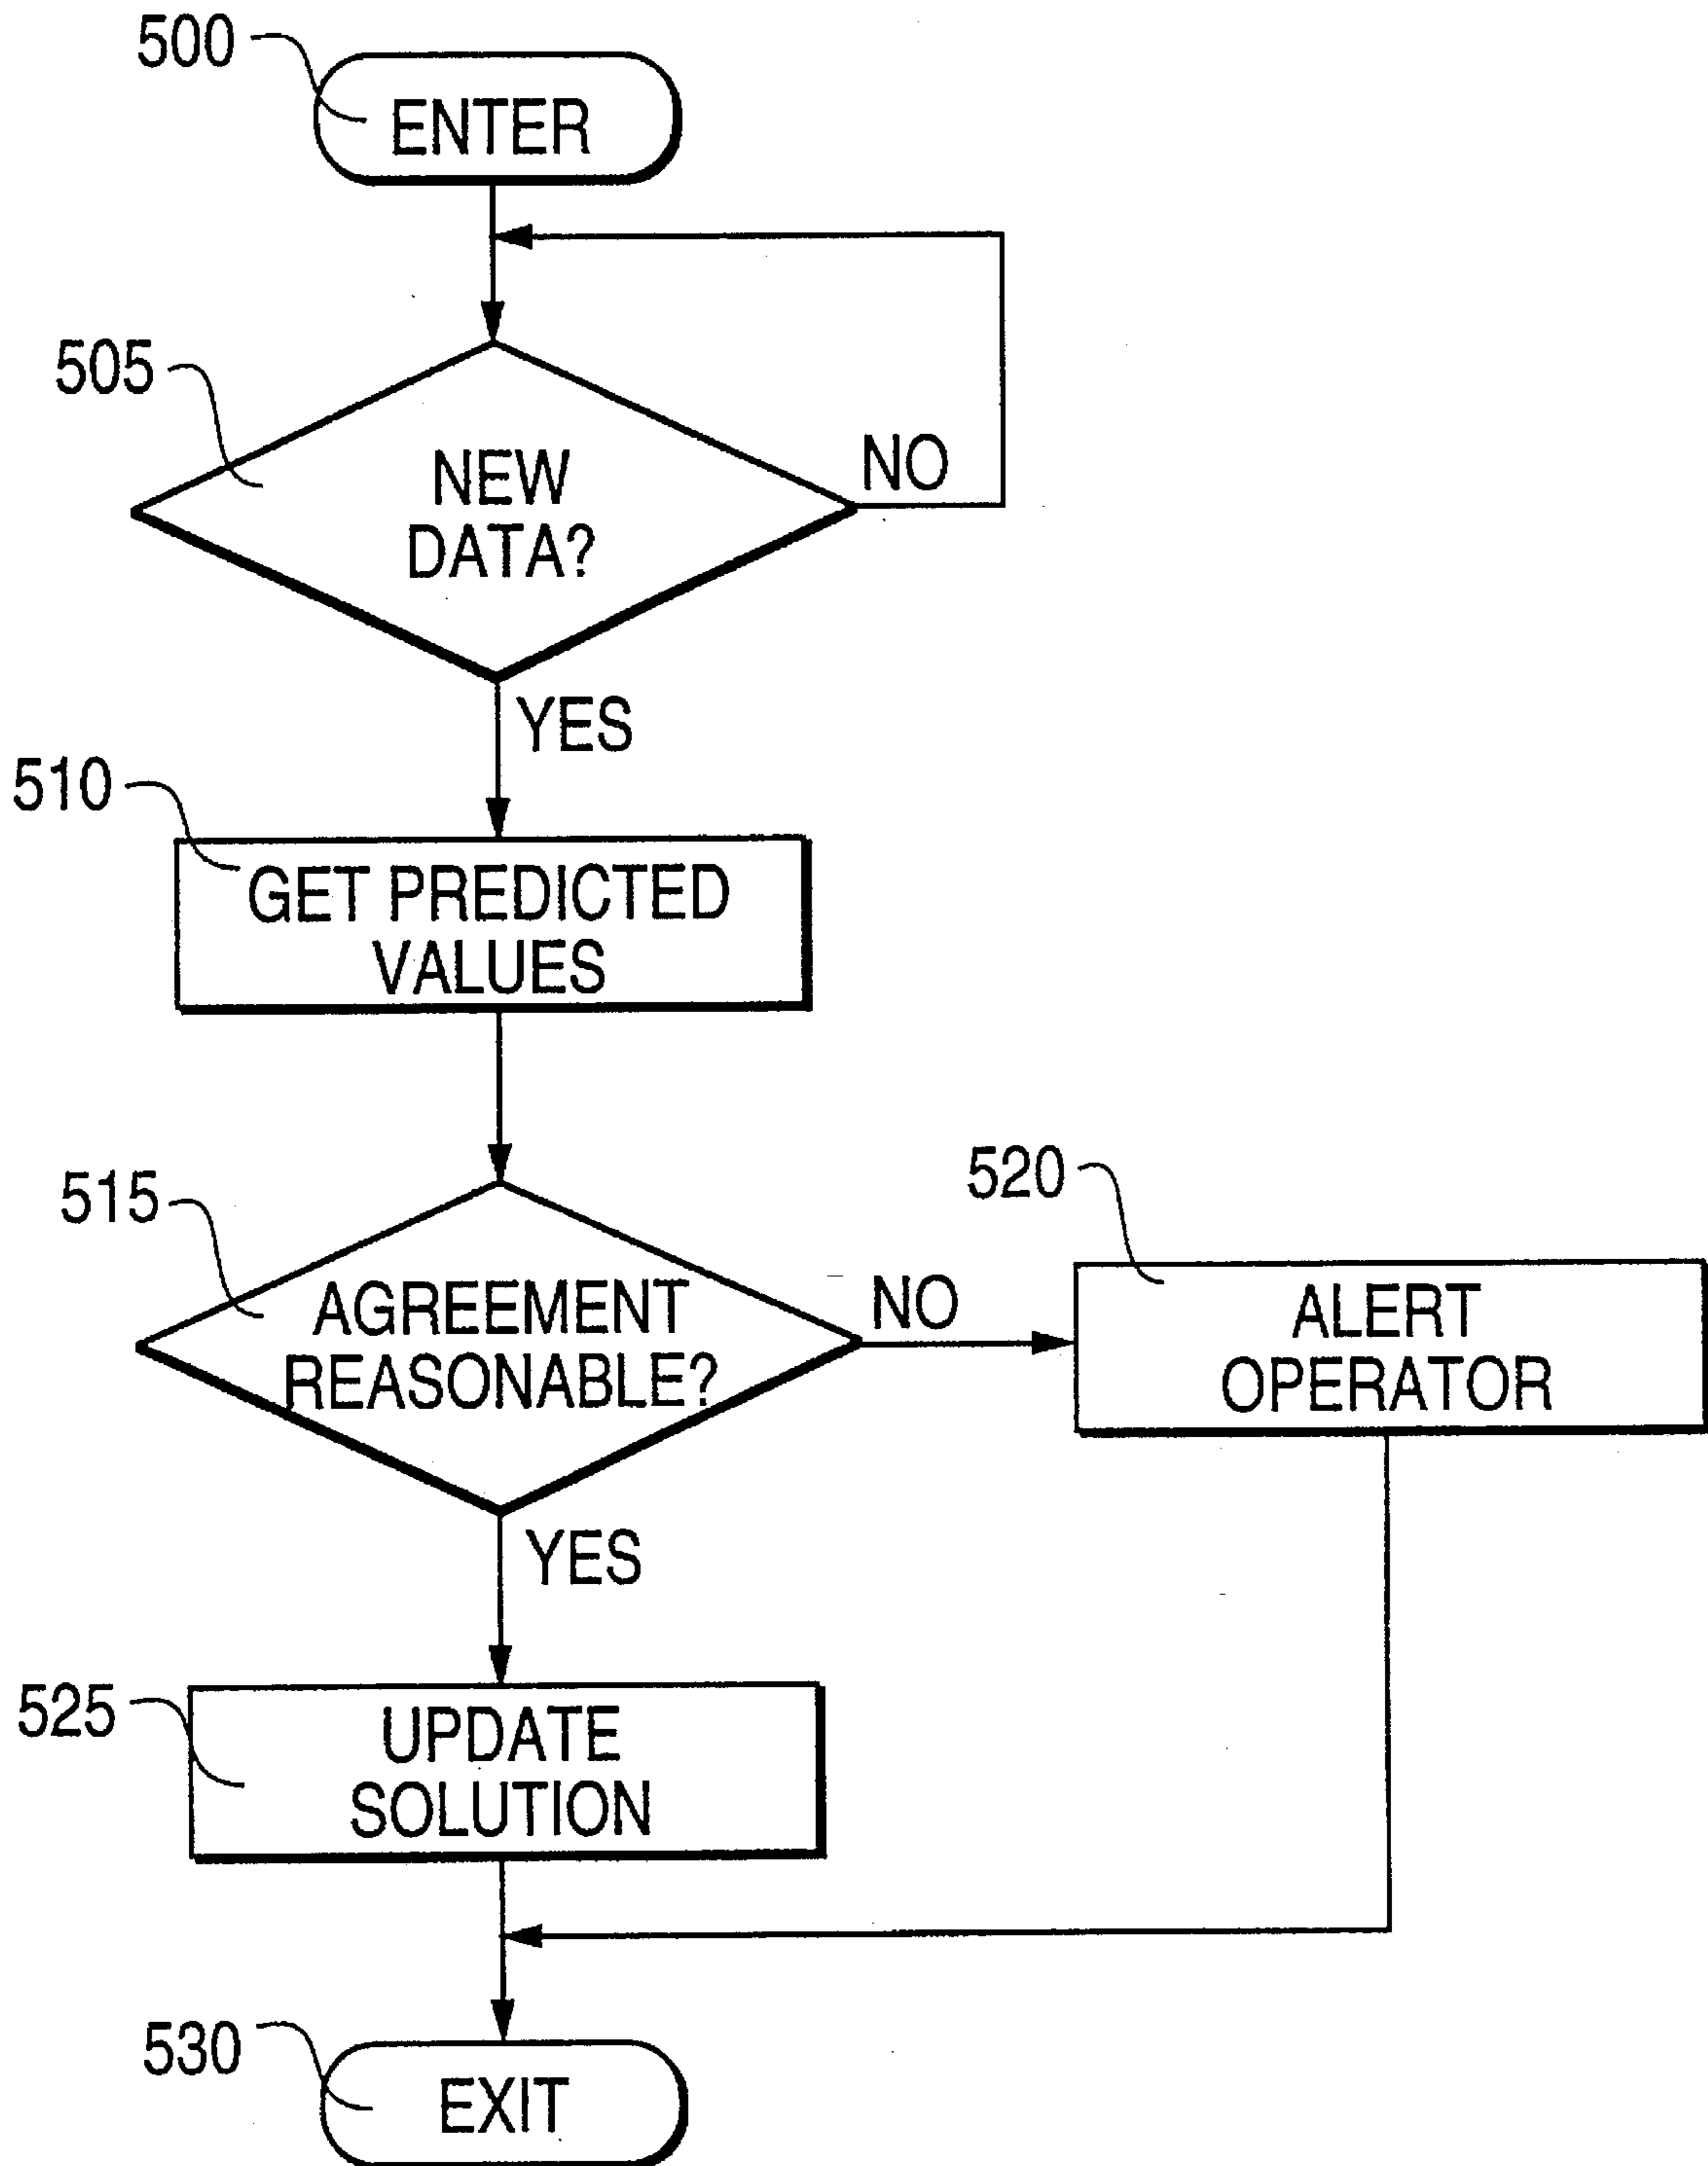 500
ENTER
505
NEW
DATA?
NO
YES
510
GET PREDICTED
VALUES
515
AGREEMENT
REASONABLE?
NO
520
ALERT
OPERATOR
YES
525
UPDATE
SOLUTION
530
EXIT